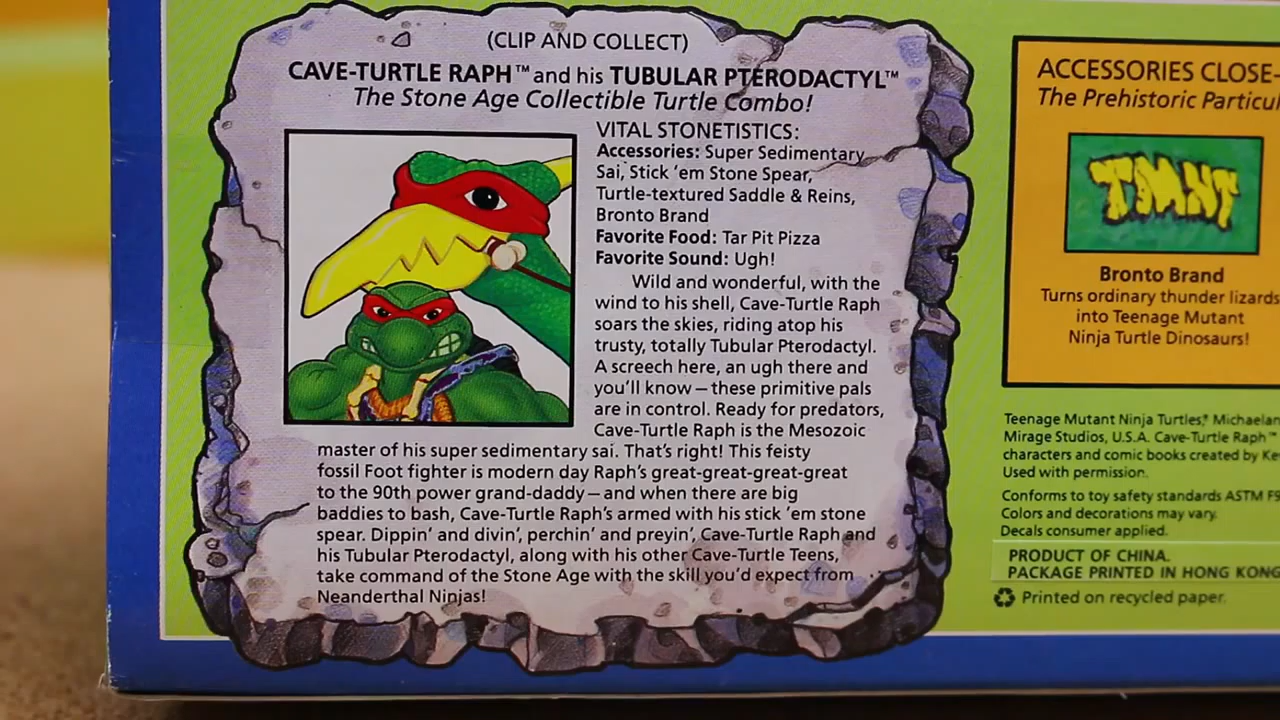 (CLIP AND COLLECT)
CAVE-TURTLE RAPH™ and his TUBULAR PTERODACTYL™
The Stone Age Collectible Turtle Combo!
VITAL STONETISTICS:
Accessories: Super Sedimentary
Sai, Stick 'em Stone Spear,
Turtle-textured Saddle & Reins,
Bronto Brand
Favorite Food: Tar Pit Pizza
Favorite Sound: Ugh!
Wild and wonderful, with the
wind to his shell, Cave-Turtle Raph
soars the skies, riding atop his
trusty, totally Tubular Pterodactyl.
A screech here, an ugh there and
you'll know—these primitive pals
are in control. Ready for predators,
Cave-Turtle Raph is the Mesozoic
master of his super sedimentary sai. That's right! This feisty
fossil Foot fighter is modern day Raph's great-great-great-great
to the 90th power grand-daddy—and when there are big
baddies to bash, Cave-Turtle Raph's armed with his stick 'em stone
spear. Dippin' and divin', perchin' and preyin', Cave-Turtle Raph and
his Tubular Pterodactyl, along with his other Cave-Turtle Teens,
take command of the Stone Age with the skill you'd expect from
Neanderthal Ninjas!
ACCESSORIES CLOSE-
The Prehistoric Particul
TMNT
Bronto Brand
Turns ordinary thunder lizards
into Teenage Mutant
Ninja Turtle Dinosaurs!
Teenage Mutant Ninja Turtles,® Michaelan
Mirage Studios, U.S.A. Cave-Turtle Raph™
characters and comic books created by Ke
Used with permission.
Conforms to toy safety standards ASTM F9
Colors and decorations may vary.
Decals consumer applied.
PRODUCT OF CHINA.
PACKAGE PRINTED IN HONG KONG
Printed on recycled paper.